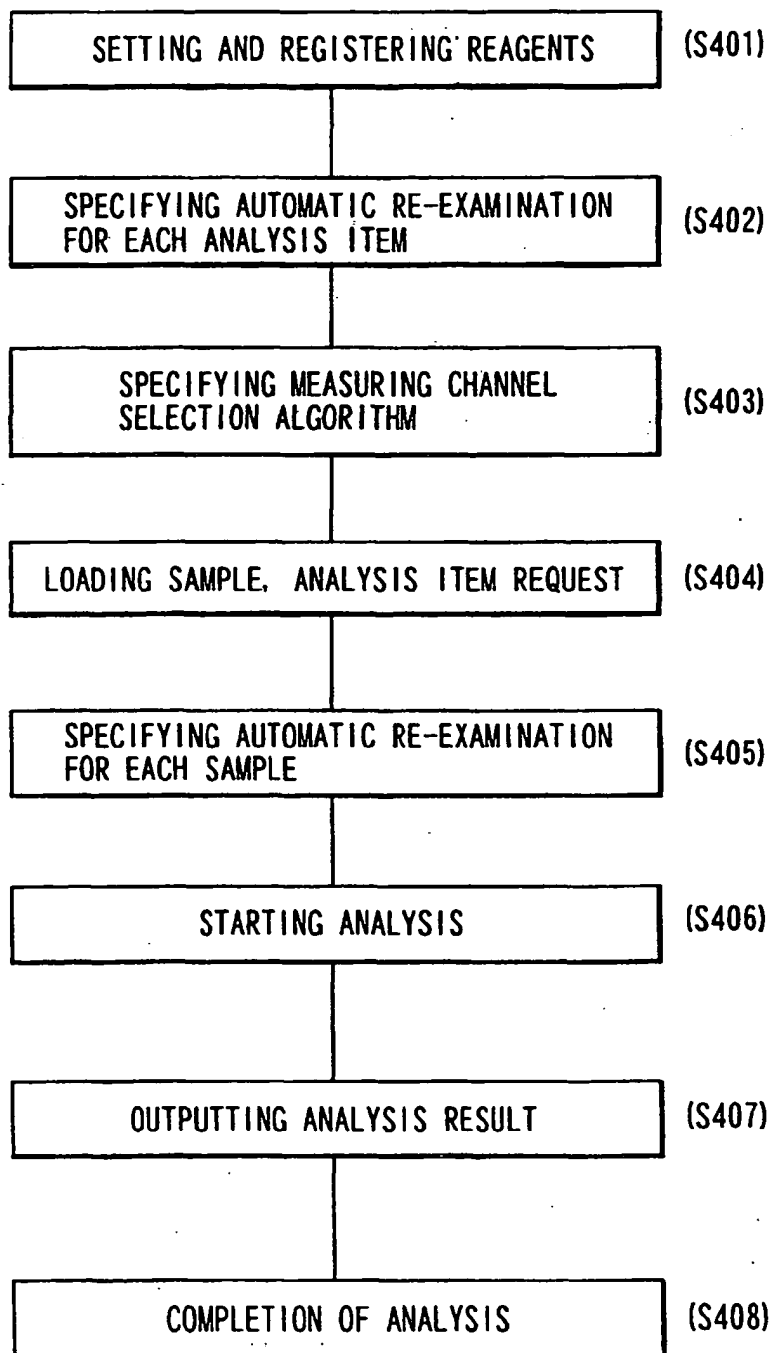 SETTING AND REGISTERING REAGENTS (S401)
SPECIFYING AUTOMATIC RE-EXAMINATION
FOR EACH ANALYSIS ITEM (S402)
SPECIFYING MEASURING CHANNEL
SELECTION ALGORITHM (S403)
LOADING SAMPLE, ANALYSIS ITEM REQUEST (S404)
SPECIFYING AUTOMATIC RE-EXAMINATION
FOR EACH SAMPLE (S405)
STARTING ANALYSIS (S406)
OUTPUTTING ANALYSIS RESULT (S407)
COMPLETION OF ANALYSIS (S408)